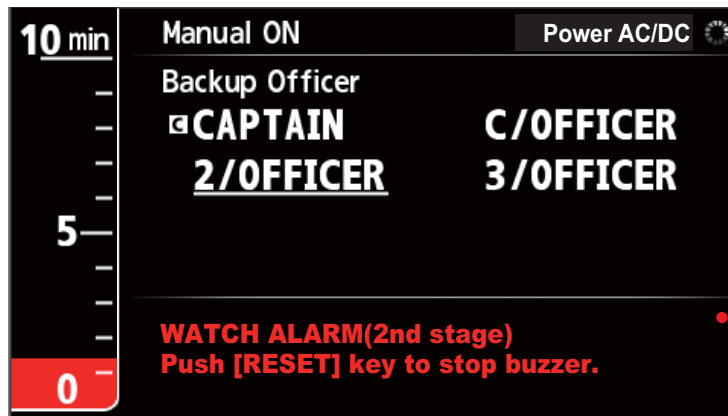 10 min
Manual ON
Power AC/DC
Backup Officer
C CAPTAIN
C/OFFICER
2/OFFICER
3/OFFICER
5
WATCH ALARM(2nd stage)
Push [RESET] key to stop buzzer.
0